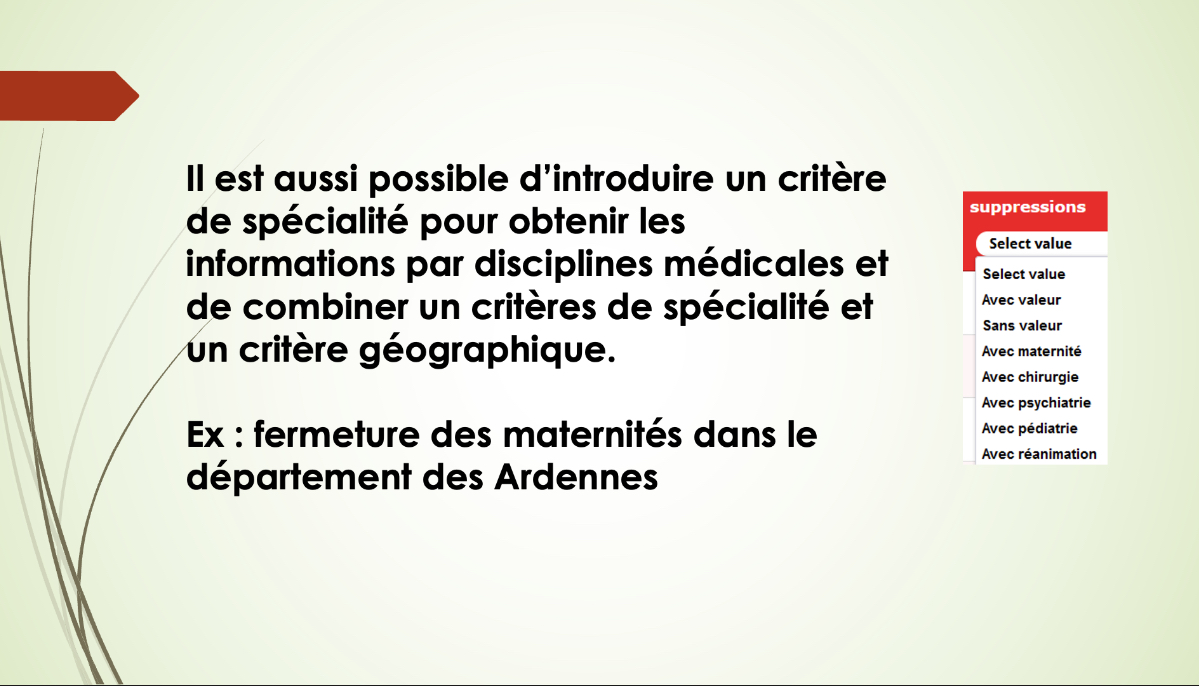 Il est aussi possible d’introduire un critère
de spécialité pour obtenir les
informations par disciplines médicales et
de combiner un critères de spécialité et
un critère géographique.
Ex : fermeture des maternités dans le
département des Ardennes
suppressions
Select value
Select value
Avec valeur
Sans valeur
Avec maternité
Avec chirurgie
Avec psychiatrie
Avec pédiatrie
Avec réanimation